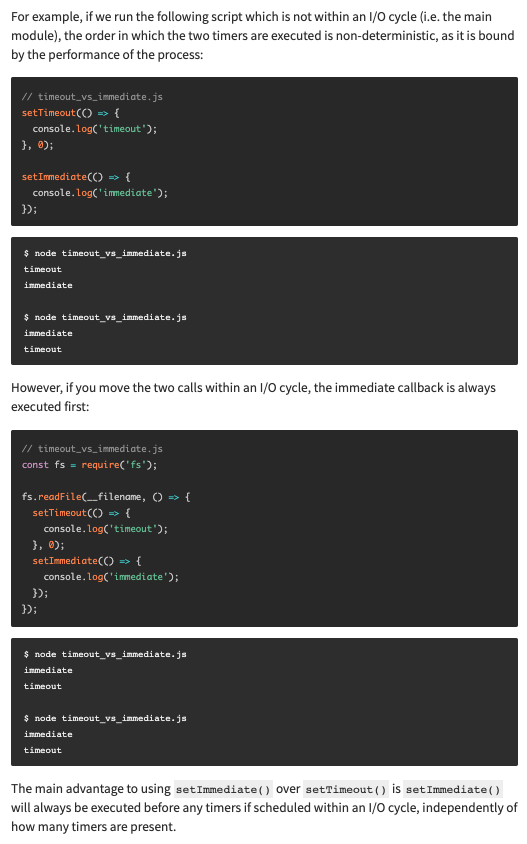 For example, if we run the following script which is not within an I/O cycle (i.e. the main
module), the order in which the two timers are executed is non-deterministic, as it is bound
by the performance of the process:
// timeout_vs_immediate.js
setTimeout(() => {
  console.log('timeout');
}, 0);

setImmediate(() => {
  console.log('immediate');
});
$ node timeout_vs_immediate.js
timeout
immediate

$ node timeout_vs_immediate.js
immediate
timeout
However, if you move the two calls within an I/O cycle, the immediate callback is always
executed first:
// timeout_vs_immediate.js
const fs = require('fs');

fs.readFile(__filename, () => {
  setTimeout(() => {
    console.log('timeout');
  }, 0);
  setImmediate(() => {
    console.log('immediate');
  });
});
$ node timeout_vs_immediate.js
immediate
timeout

$ node timeout_vs_immediate.js
immediate
timeout
The main advantage to using setImmediate() over setTimeout() is setImmediate()
will always be executed before any timers if scheduled within an I/O cycle, independently of
how many timers are present.